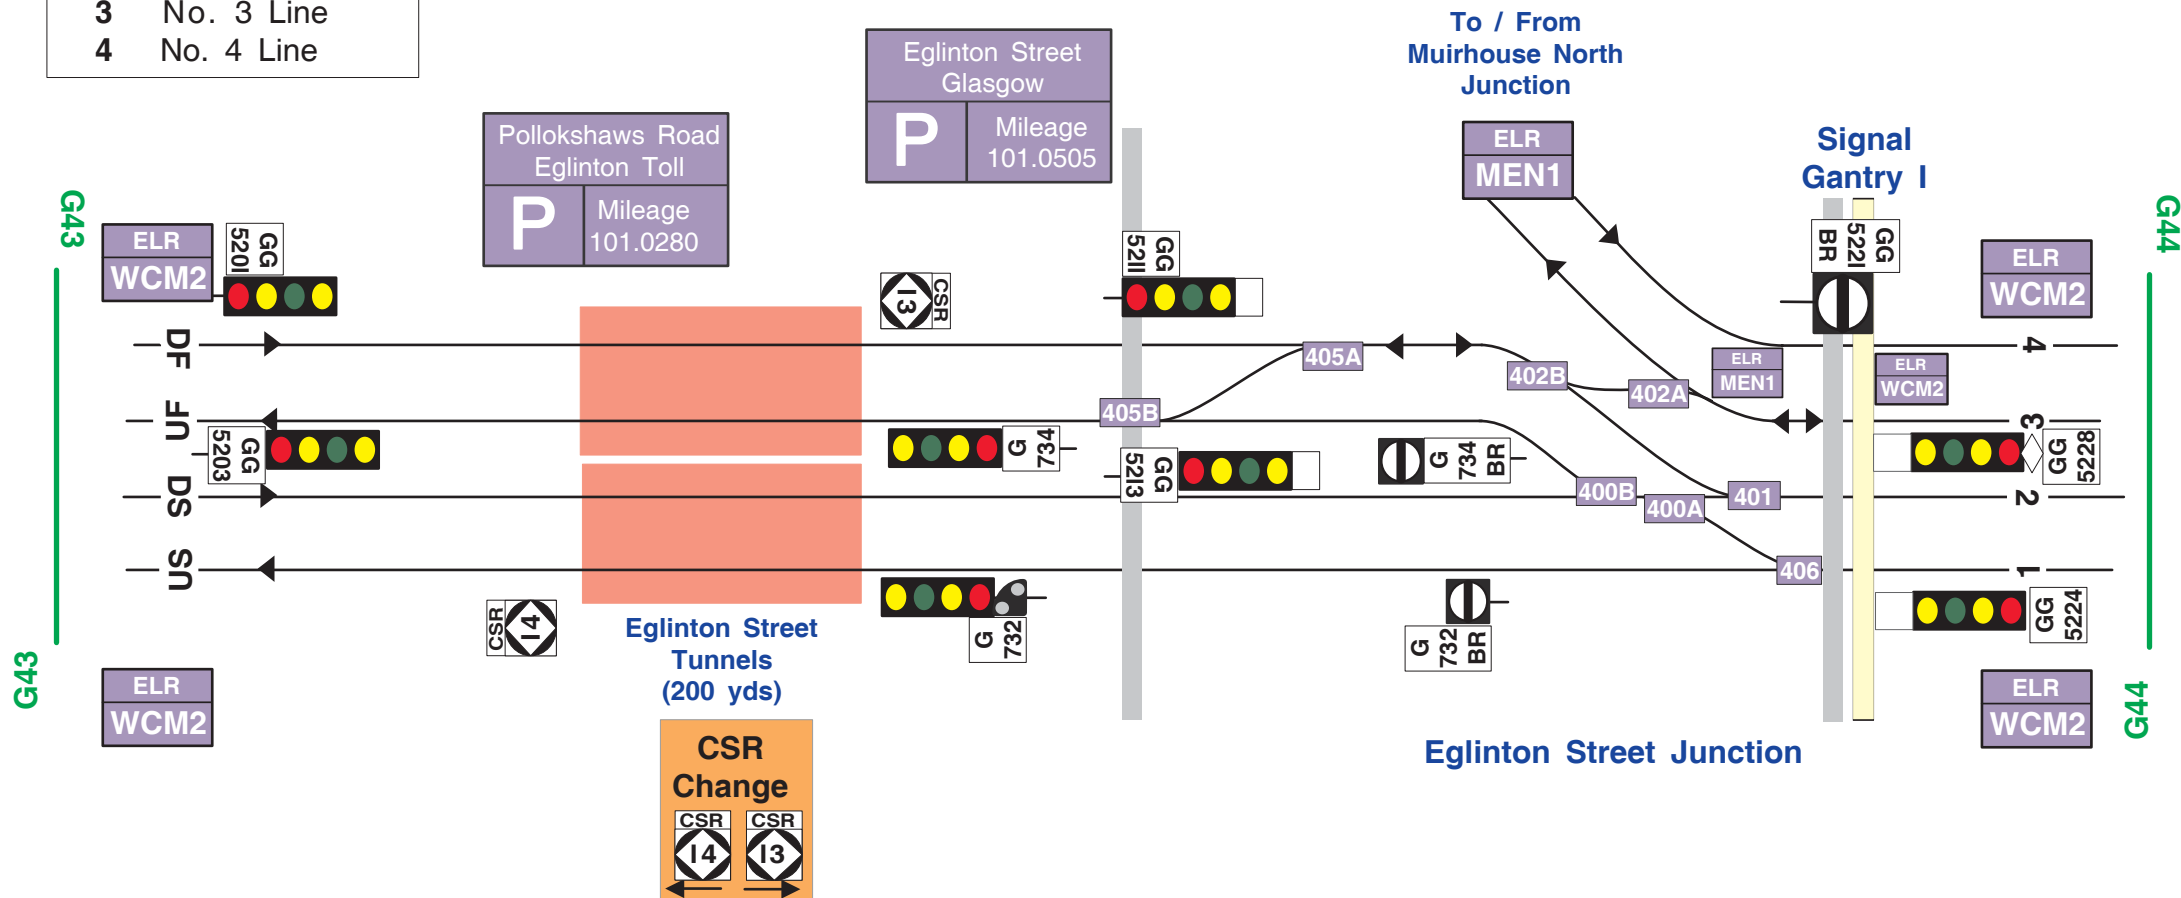 3 No. 3 Line
4 No. 4 Line
To / From
Muirhouse North
Junction
Eglinton Street
Glasgow
P
Mileage
101.0505
Pollokshaws Road
Eglinton Toll
P
Mileage
101.0280
ELR
MEN1
Signal
Gantry I
G43
G44
ELR
WCM2
GG
520I
CSR
I3
GG
52II
GG
522I
BR
ELR
WCM2
DF
405A
402B
402A
ELR
MEN1
ELR
WCM2
4
UF
405B
3
GG
5203
G
734
GG
52I3
G
734
BR
GG
5228
DS
400B
400A
401
2
US
406
1
CSR
I4
G
732
G
732
BR
GG
5224
Eglinton Street
Tunnels
(200 yds)
G43
ELR
WCM2
G44
ELR
WCM2
CSR
Change
CSR
I4
CSR
I3
Eglinton Street Junction